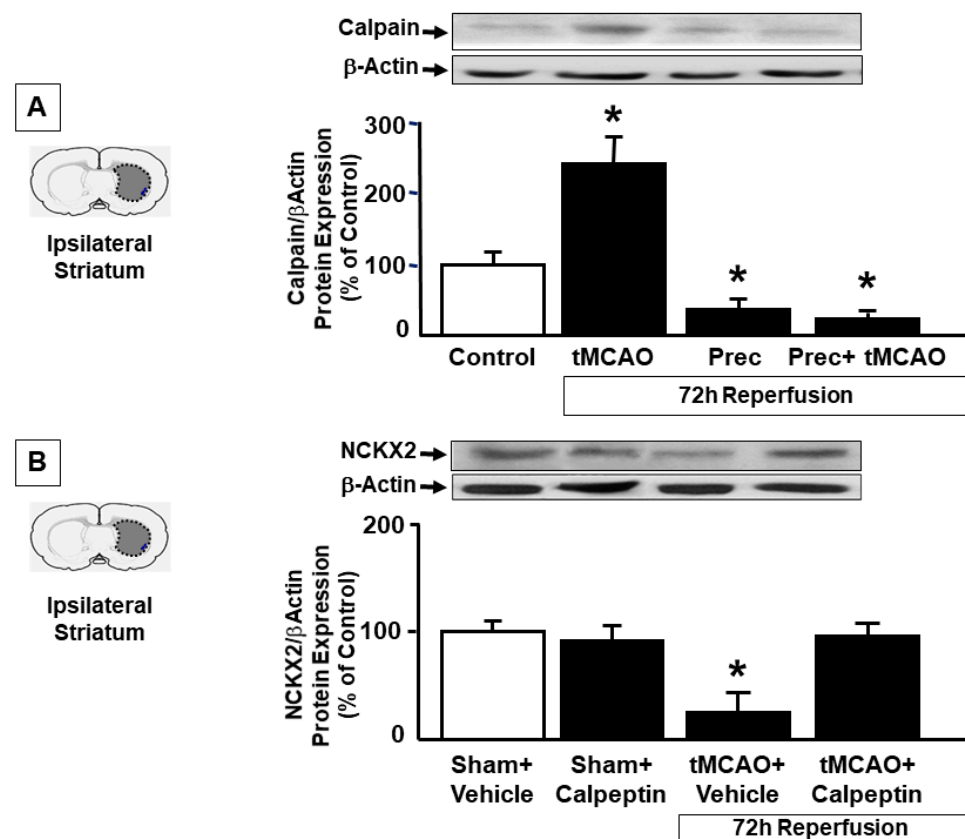 Calpain
β-Actin
A
Ipsilateral
Striatum
Calpain/βActin
Protein Expression
(% of Control)
300
200
100
0
*
*
*
Control
tMCAO
Prec
Prec+ tMCAO
72h Reperfusion
B
NCKX2
β-Actin
Ipsilateral
Striatum
NCKX2/βActin
Protein Expression
(% of Control)
200
100
0
*
Sham+
Vehicle
Sham+
Calpeptin
tMCAO+
Vehicle
tMCAO+
Calpeptin
72h Reperfusion